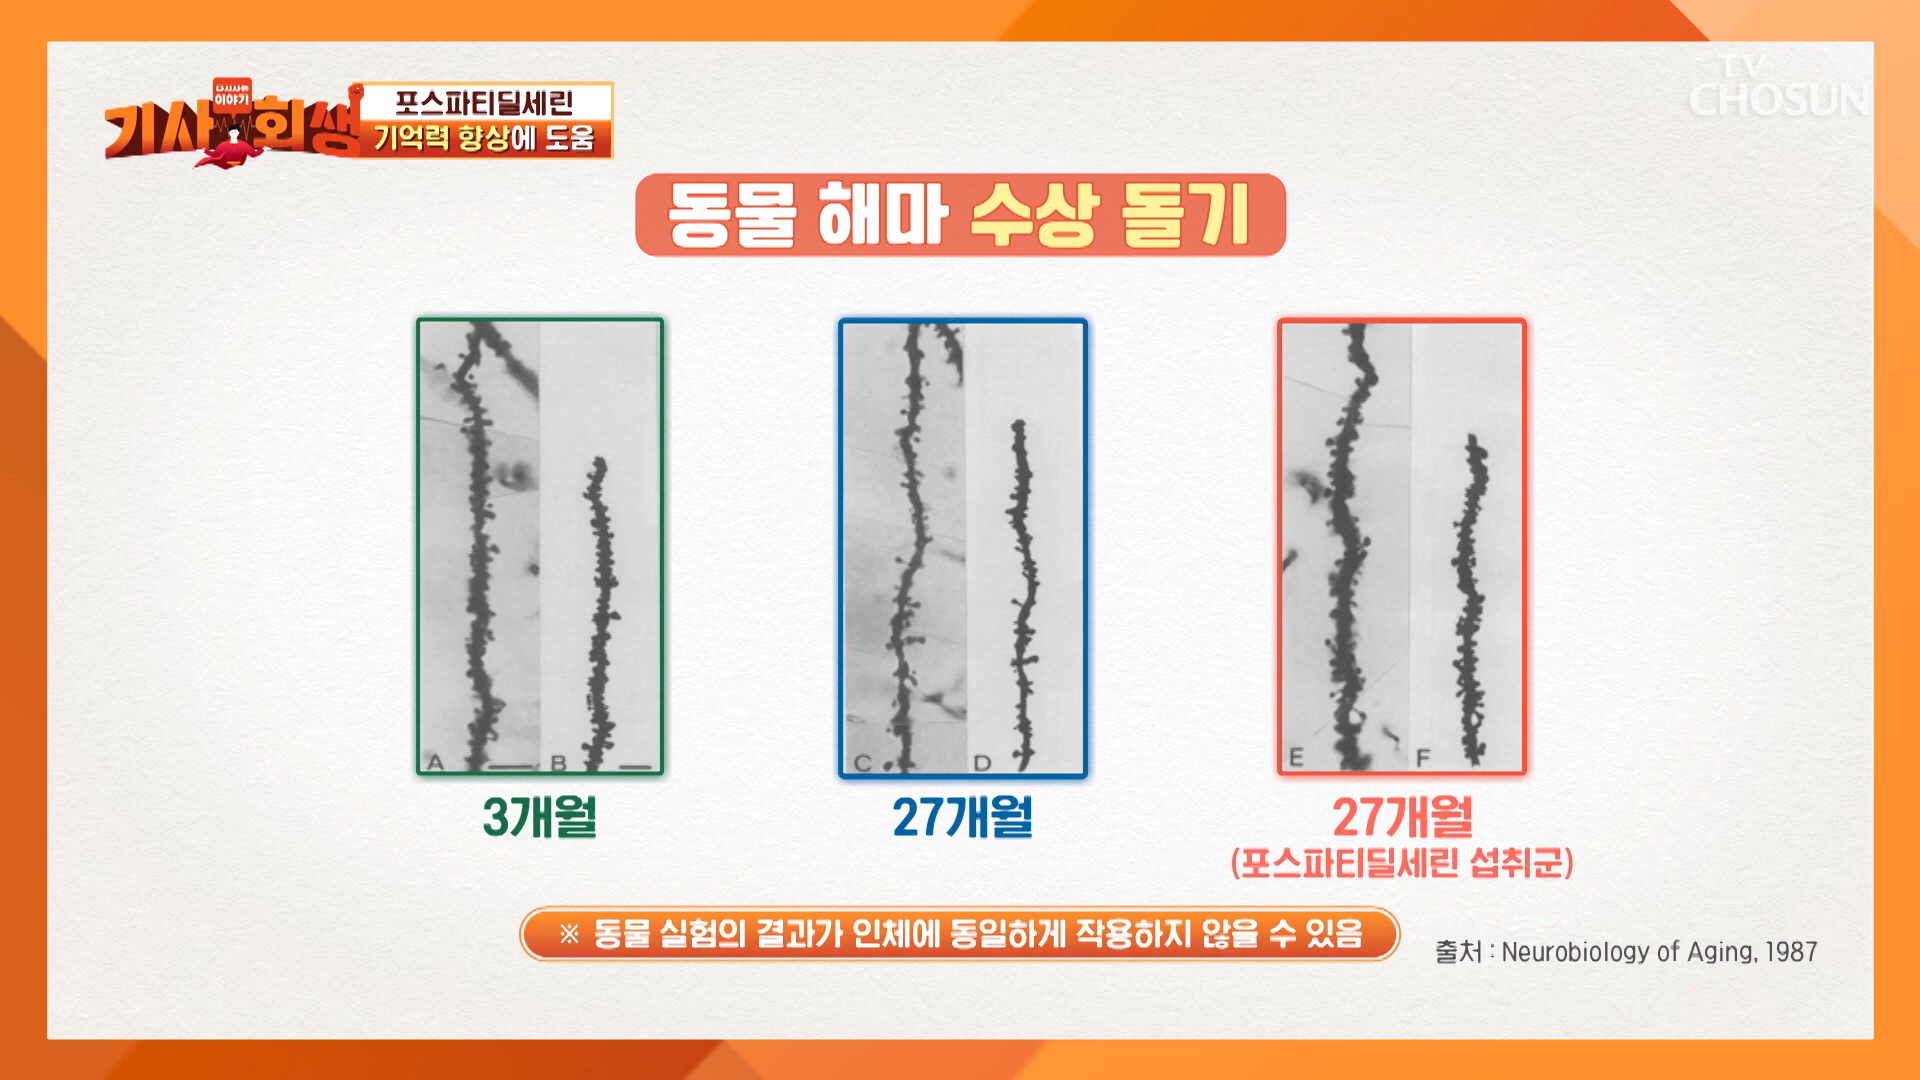 TV
CHOSUN
다시사는
이야기
기사회생
포스파티딜세린
기억력 향상에 도움
동물 해마 수상 돌기
A B
C D
E F
3개월
27개월
27개월
(포스파티딜세린 섭취군)
※ 동물 실험의 결과가 인체에 동일하게 작용하지 않을 수 있음
출처 : Neurobiology of Aging, 1987